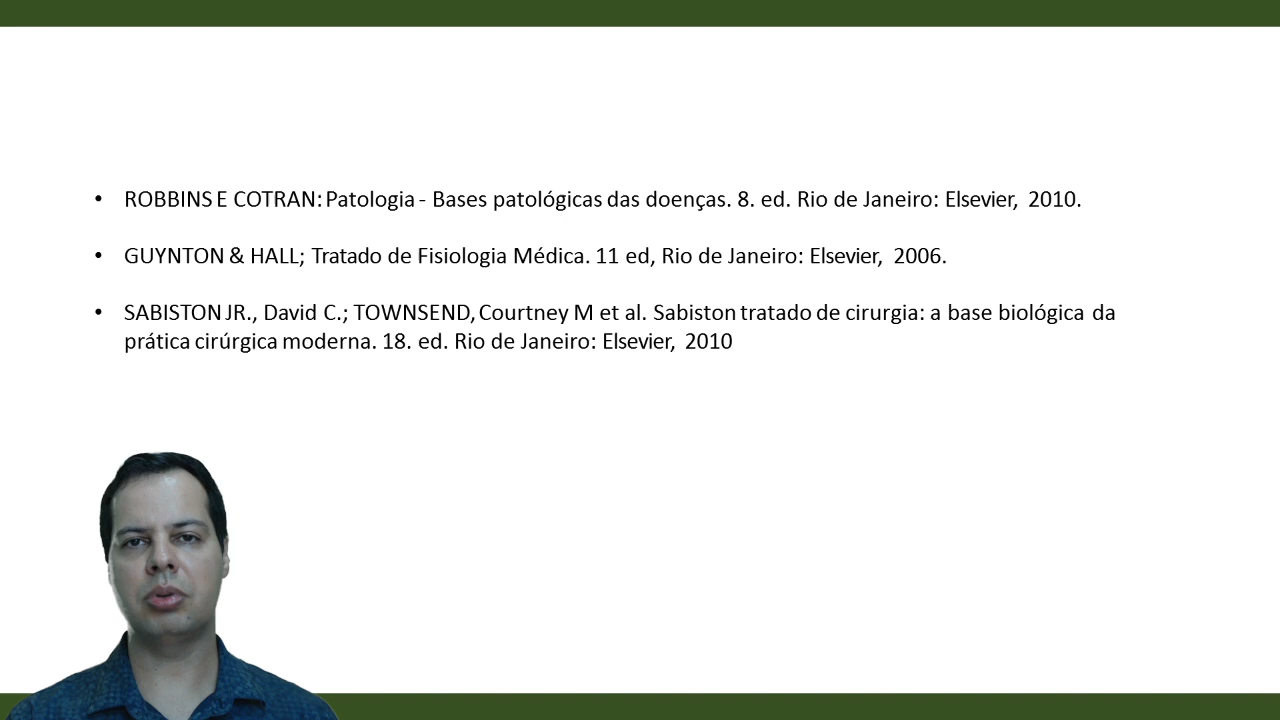 • ROBBINS E COTRAN: Patologia - Bases patológicas das doenças. 8. ed. Rio de Janeiro: Elsevier, 2010.
• GUYNTON & HALL; Tratado de Fisiologia Médica. 11 ed, Rio de Janeiro: Elsevier, 2006.
• SABISTON JR., David C.; TOWNSEND, Courtney M et al. Sabiston tratado de cirurgia: a base biológica da
prática cirúrgica moderna. 18. ed. Rio de Janeiro: Elsevier, 2010